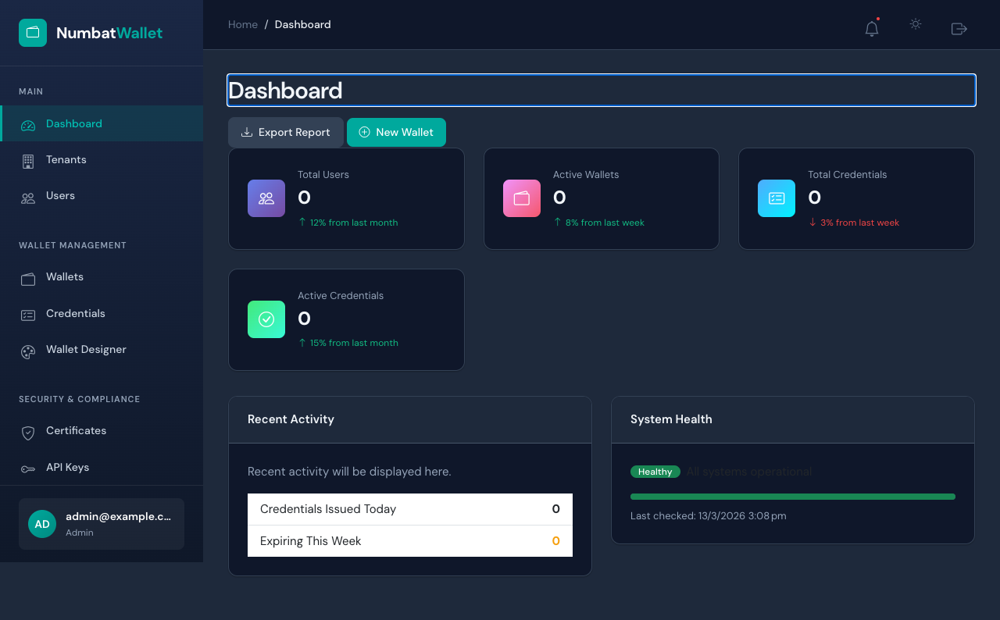 NumbatWallet
Home / Dashboard
MAIN
Dashboard
Tenants
Users
WALLET MANAGEMENT
Wallets
Credentials
Wallet Designer
SECURITY & COMPLIANCE
Certificates
API Keys
AD
admin@example.c...
Admin
Dashboard
Export Report
New Wallet
Total Users
0
↑ 12% from last month
Active Wallets
0
↑ 8% from last week
Total Credentials
0
↓ 3% from last week
Active Credentials
0
↑ 15% from last month
Recent Activity
Recent activity will be displayed here.
Credentials Issued Today 0
Expiring This Week 0
System Health
Healthy All systems operational
Last checked: 13/3/2026 3:08 pm